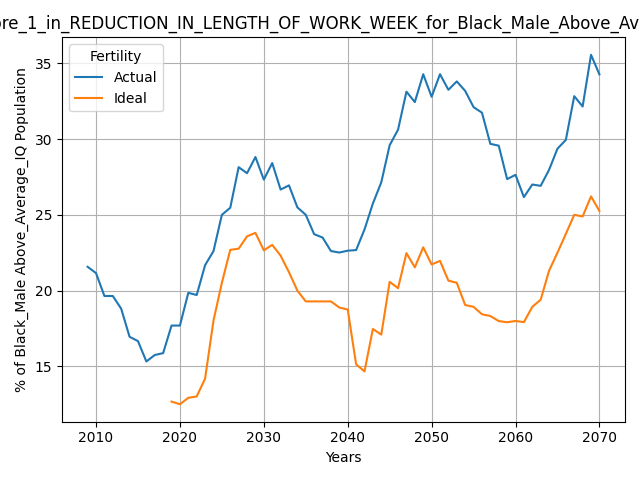 ore_1_in_REDUCTION_IN_LENGTH_OF_WORK_WEEK_for_Black_Male_Above_Av
Fertility
Actual
Ideal
% of Black_Male Above_Average_IQ Population
35
30
25
20
15
2010 2020 2030 2040 2050 2060 2070
Years